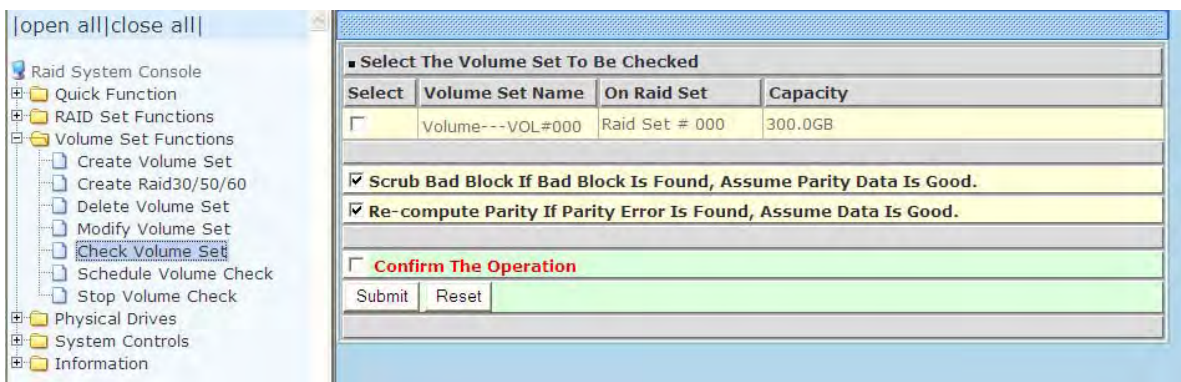 |open all|close all|
Raid System Console
Quick Function
RAID Set Functions
Volume Set Functions
Create Volume Set
Create Raid30/50/60
Delete Volume Set
Modify Volume Set
Check Volume Set
Schedule Volume Check
Stop Volume Check
Physical Drives
System Controls
Information
Select The Volume Set To Be Checked
Select Volume Set Name On Raid Set Capacity
Volume---VOL#000 Raid Set # 000 300.0GB
Scrub Bad Block If Bad Block Is Found, Assume Parity Data Is Good.
Re-compute Parity If Parity Error Is Found, Assume Data Is Good.
Confirm The Operation
Submit Reset